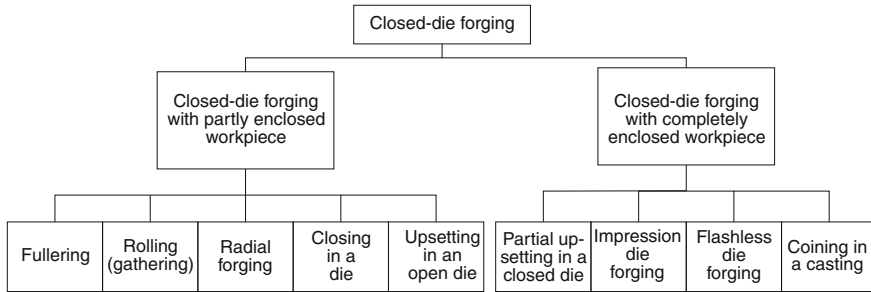 Closed-die forging
Closed-die forging
with partly enclosed
workpiece
Closed-die forging
with completely
enclosed workpiece
Fullering
Rolling
(gathering)
Radial
forging
Closing
in a
die
Upsetting
in an
open die
Partial up-
setting in a
closed die
Impression
die
forging
Flashless
die
forging
Coining in
a casting